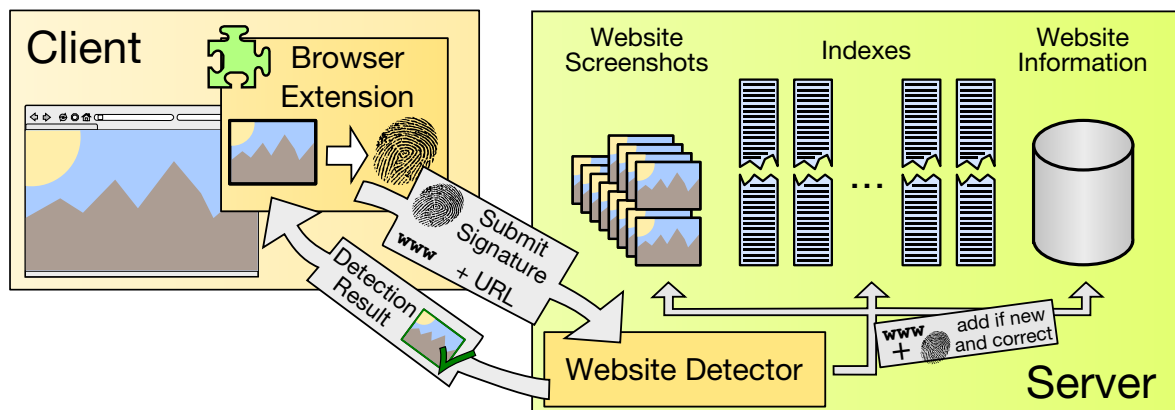 Client
Browser
Extension
Submit
Signature
www
+ URL
Detection
Result
Website
Screenshots
Indexes
Website
Information
...
www
+
add if new
and correct
Website Detector
Server